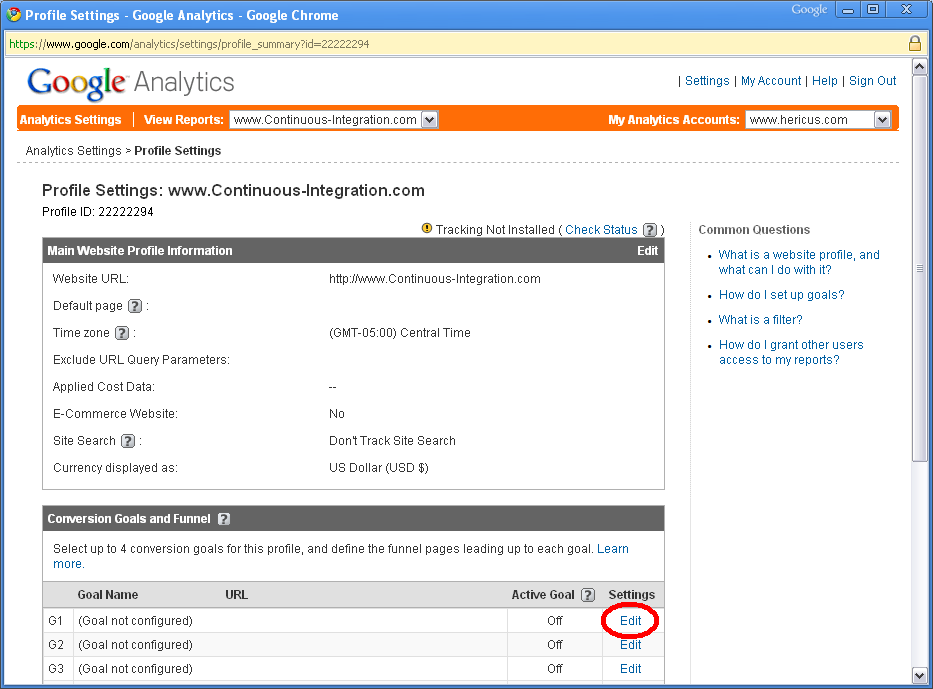 Profile Settings - Google Analytics - Google Chrome
Google
https://www.google.com/analytics/settings/profile_summary?id=22222294
Google Analytics
| Settings | My Account | Help | Sign Out
Analytics Settings | View Reports: www.Continuous-Integration.com My Analytics Accounts: www.hericus.com
Analytics Settings > Profile Settings
Profile Settings: www.Continuous-Integration.com
Profile ID: 22222294
Tracking Not Installed ( Check Status ? )
Main Website Profile Information Edit
Website URL: http://www.Continuous-Integration.com
Default page ? :
Time zone ? : (GMT-05:00) Central Time
Exclude URL Query Parameters:
Applied Cost Data: --
E-Commerce Website: No
Site Search ? : Don't Track Site Search
Currency displayed as: US Dollar (USD $)
Conversion Goals and Funnel ?
Select up to 4 conversion goals for this profile, and define the funnel pages leading up to each goal. Learn
more.
Goal Name URL Active Goal ? Settings
G1 (Goal not configured) Off Edit
G2 (Goal not configured) Off Edit
G3 (Goal not configured) Off Edit
Common Questions
• What is a website profile, and
what can I do with it?
• How do I set up goals?
• What is a filter?
• How do I grant other users
access to my reports?